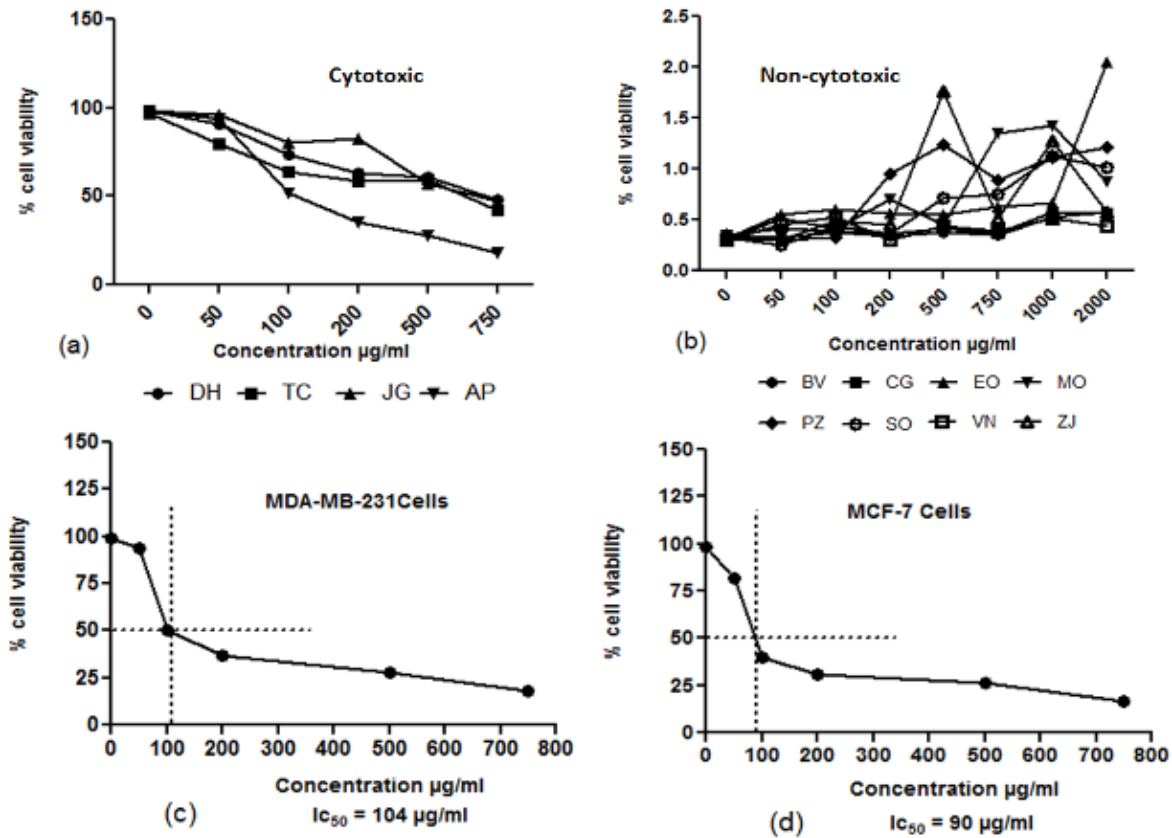 150
100
50
0
% cell viability
Cytotoxic
0 50 100 200 500 750
(a)
Concentration µg/ml
DH TC JG AP
2.5
2.0
1.5
1.0
0.5
0.0
% cell viability
Non-cytotoxic
0 50 100 200 500 750 1000 2000
(b)
Concentration µg/ml
BV CG EO MO
PZ SO VN ZJ
150
125
100
75
50
25
0
% cell viability
MDA-MB-231Cells
0 100 200 300 400 500 600 700 800
Concentration µg/ml
(c)
Ic₅₀ = 104 µg/ml
150
125
100
75
50
25
0
% cell viability
MCF-7 Cells
0 100 200 300 400 500 600 700 800
Concentration µg/ml
(d)
Ic₅₀ = 90 µg/ml